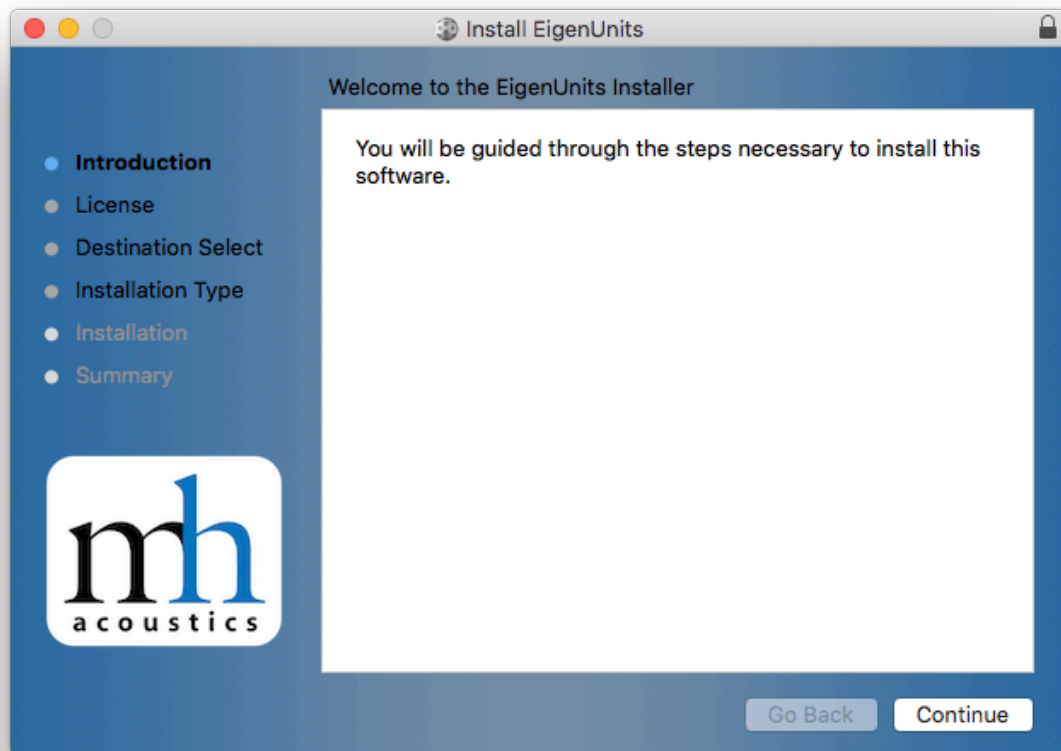 Install EigenUnits
Welcome to the EigenUnits Installer
Introduction
License
Destination Select
Installation Type
Installation
Summary
You will be guided through the steps necessary to install this
software.
mh
acoustics
Go Back
Continue